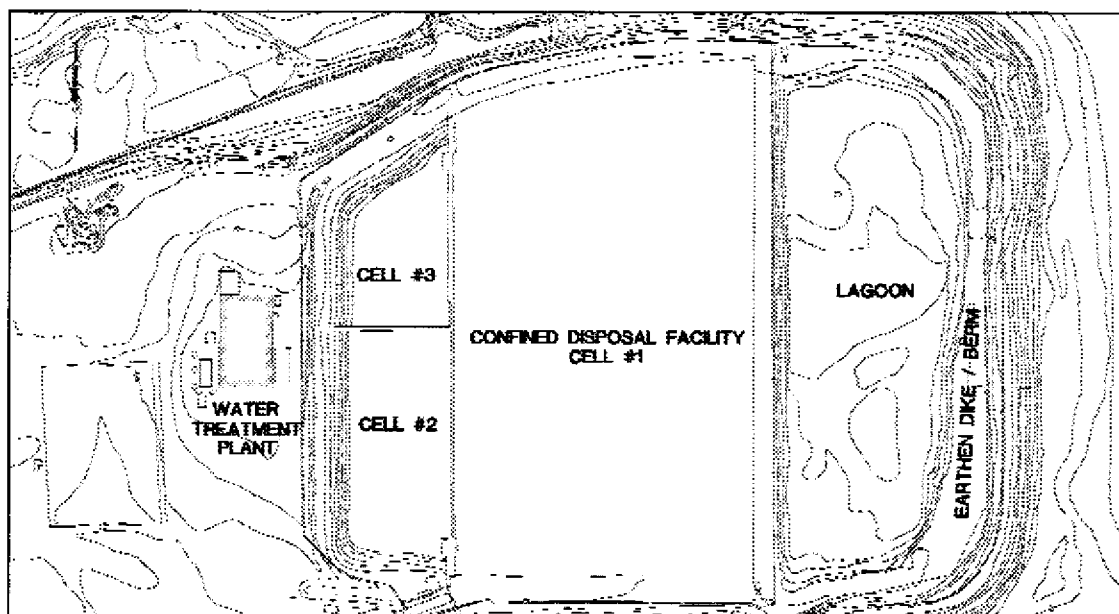 CELL #3
LAGOON
CONFINED DISPOSAL FACILITY
CELL #1
EARTHEN DIKE / BERM
WATER
TREATMENT
PLANT
CELL #2